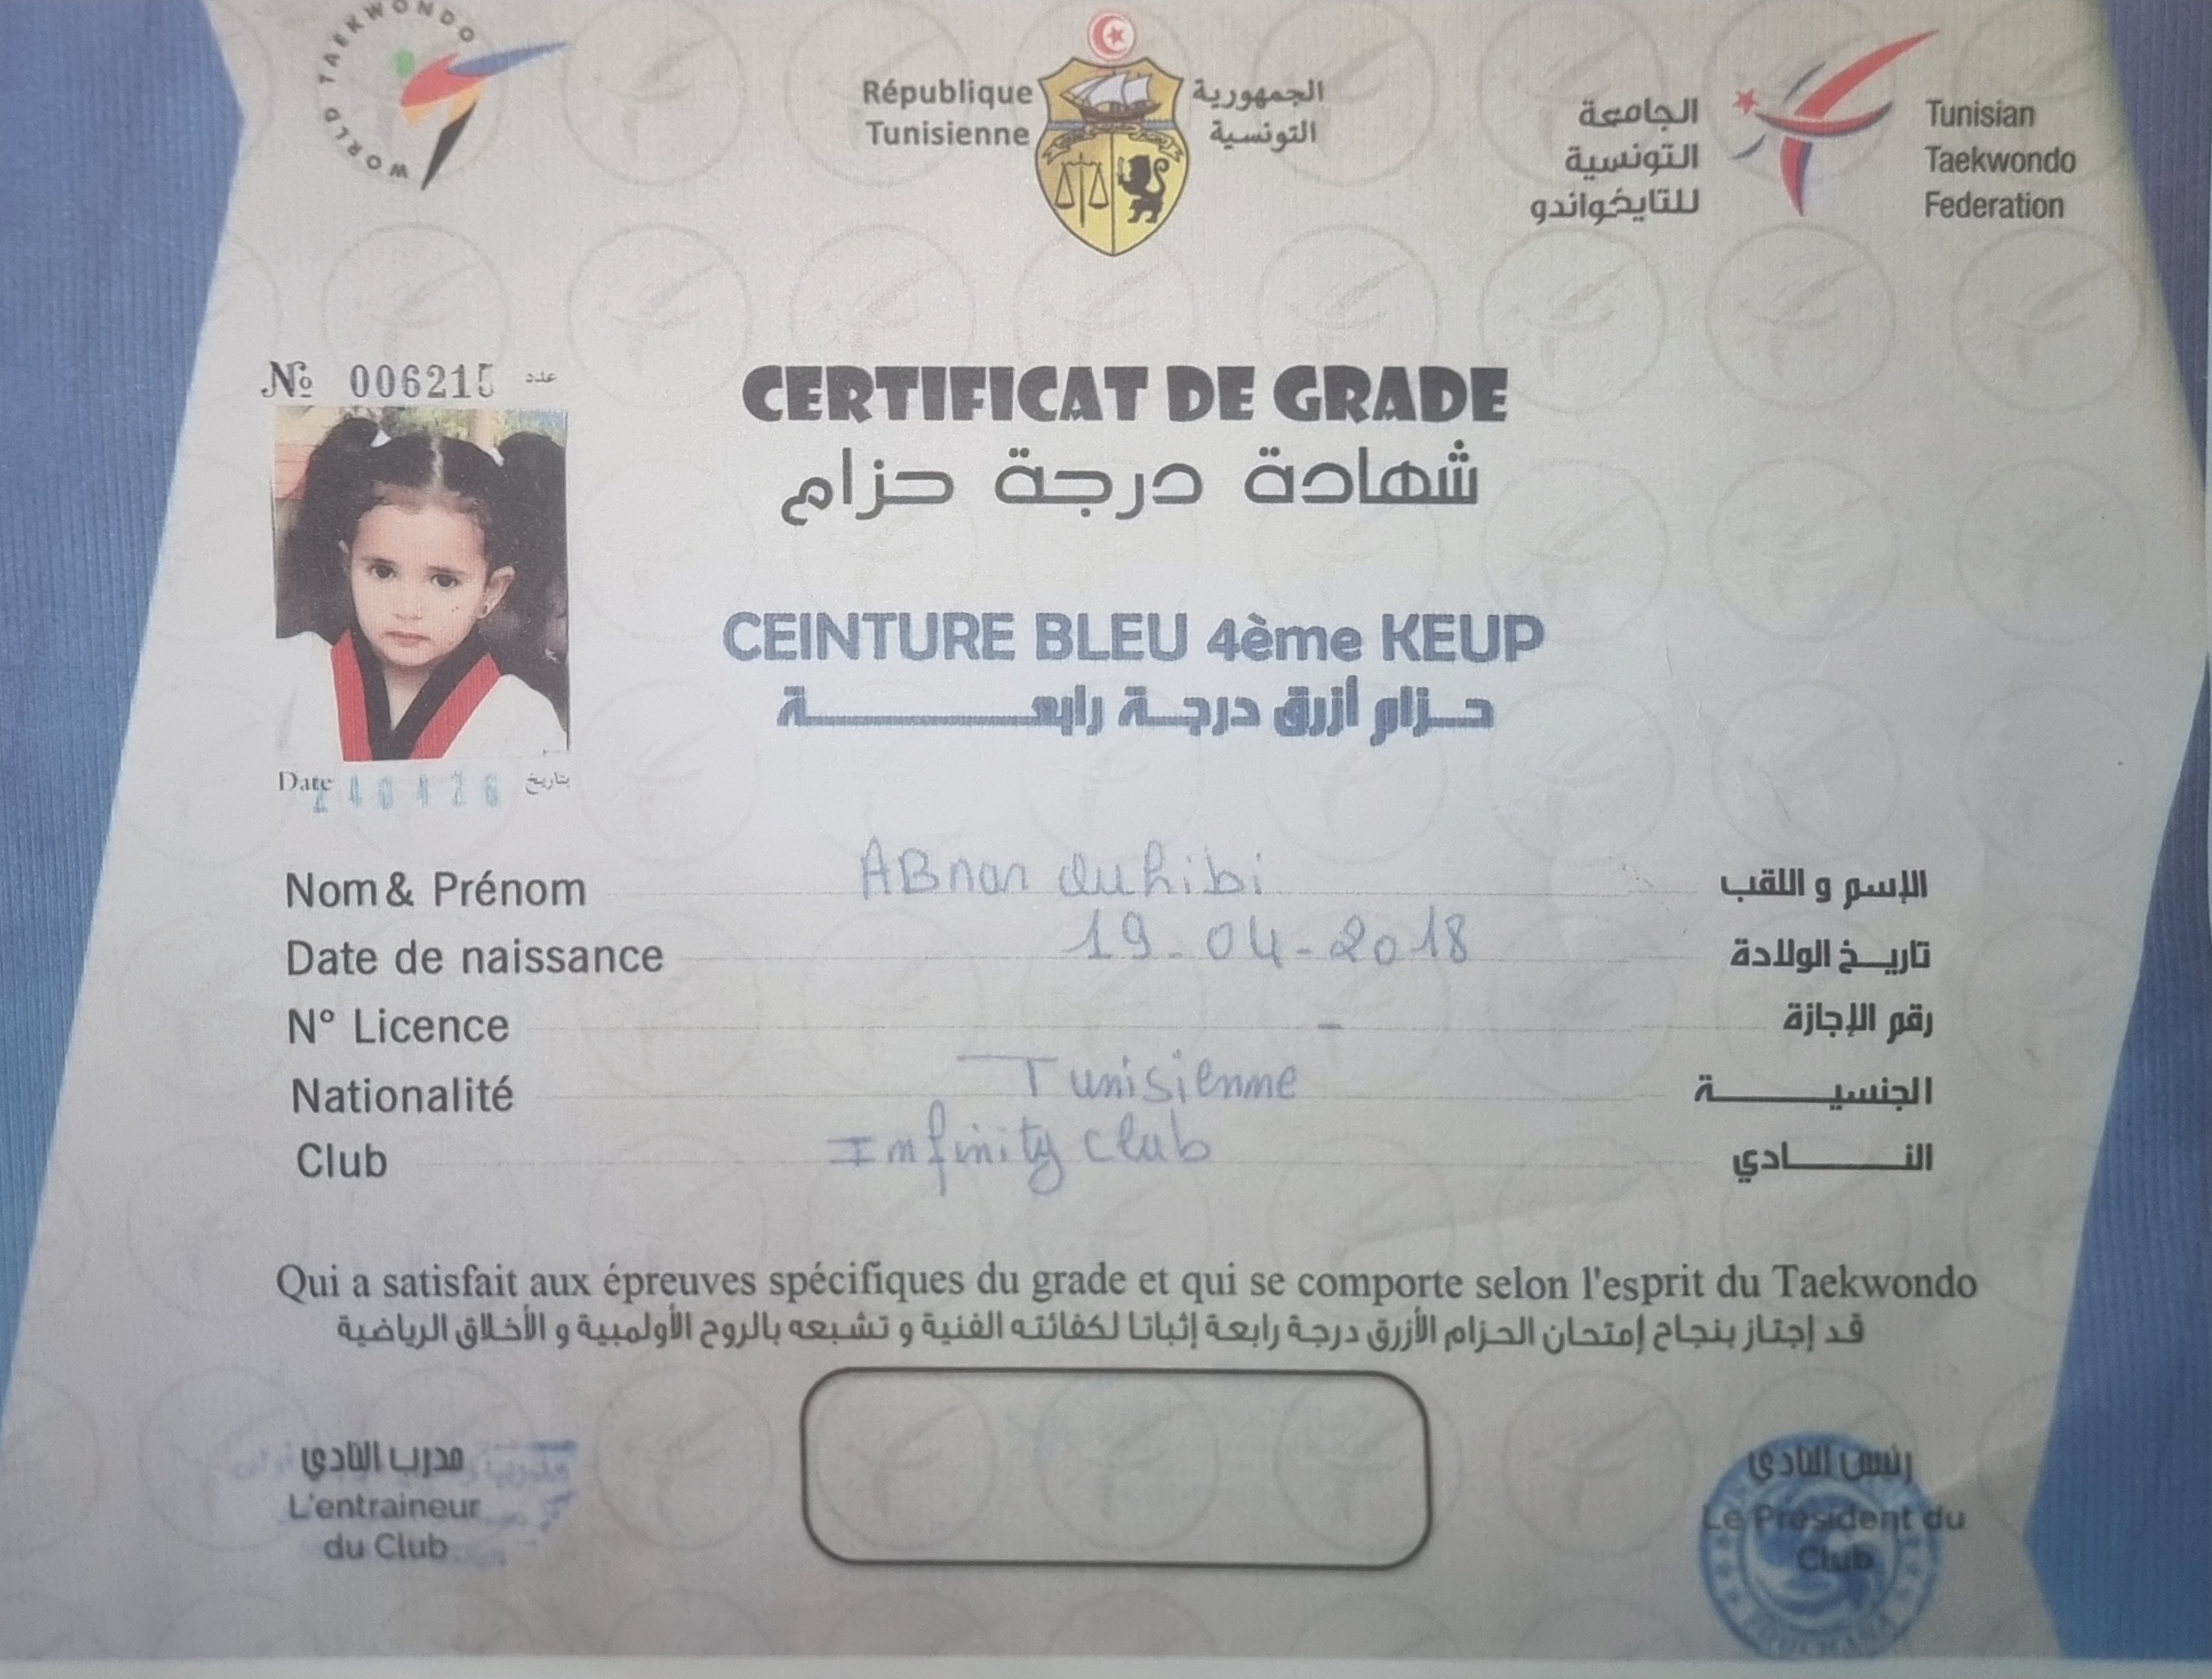 WORLD TAEKWONDO
République
Tunisienne
الجمهورية
التونسية
الجامعة
التونسية
للتايكواندو
Tunisian
Taekwondo
Federation
№ 006215 عدد
CERTIFICAT DE GRADE
شهادة درجة حزام
CEINTURE BLEU 4ème KEUP
حزام أزرق درجة رابعة
Date 240426 بتاريخ
Nom & Prénom الإسم و اللقب
Date de naissance 19-04-2018 تاريخ الولادة
N° Licence - رقم الإجازة
Nationalité Tunisienne الجنسية
Club Infinity club النادي
Qui a satisfait aux épreuves spécifiques du grade et qui se comporte selon l'esprit du Taekwondo
قد إجتاز بنجاح إمتحان الحزام الأزرق درجة رابعة إثباتا لكفائته الفنية و تشبعه بالروح الأولمبية و الأخلاق الرياضية
مدرب النادي
L'entraineur
du Club
رئيس النادي
Le Président du
Club